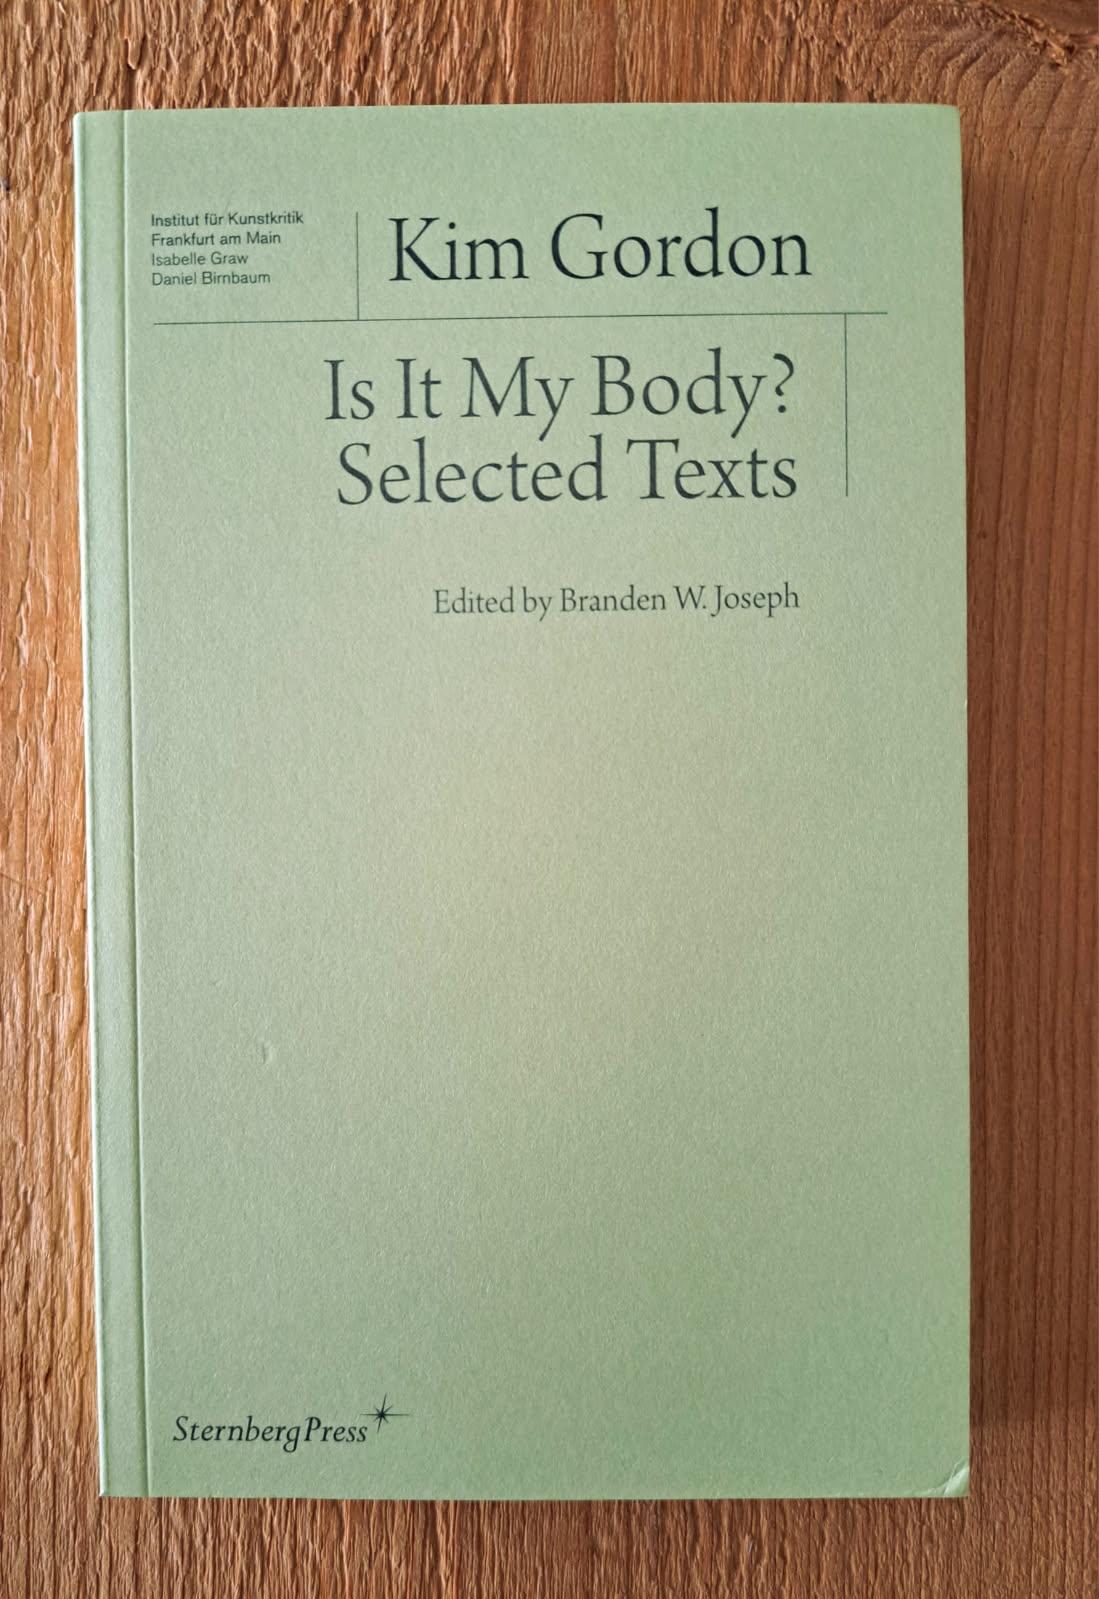 Institut für Kunstkritik
Frankfurt am Main
Isabelle Graw
Daniel Birnbaum
Kim Gordon
Is It My Body?
Selected Texts
Edited by Branden W. Joseph
SternbergPress